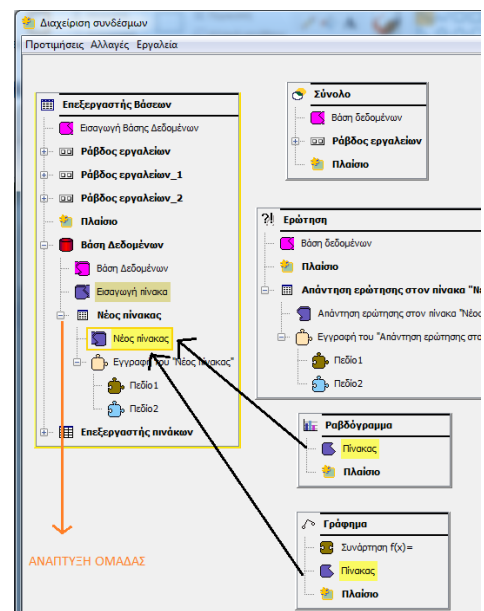 Διαχείριση συνδέσμων
Προτιμήσεις Αλλαγές Εργαλεία
Επεξεργαστής Βάσεων
Εισαγωγή Βάσης Δεδομένων
Ράβδος εργαλείων
Ράβδος εργαλείων_1
Ράβδος εργαλείων_2
Πλαίσιο
Βάση Δεδομένων
Βάση Δεδομένων
Εισαγωγή πίνακα
Νέος πίνακας
Νέος πίνακας
Εγγραφή του "Νέος πίνακας"
Πεδίο1
Πεδίο2
Επεξεργαστής πινάκων
ΑΝΑΠΤΥΞΗ ΟΜΑΔΑΣ
Σύνολο
Βάση δεδομένων
Ράβδος εργαλείων
Πλαίσιο
?! Ερώτηση
Βάση δεδομένων
Πλαίσιο
Απάντηση ερώτησης στον πίνακα "Νέ
Απάντηση ερώτησης στον πίνακα "Νέος
Εγγραφή του "Απάντηση ερώτησης στο
Πεδίο1
Πεδίο2
Ραβδόγραμμα
Πίνακας
Πλαίσιο
Γράφημα
Συνάρτηση f(x)=
Πίνακας
Πλαίσιο